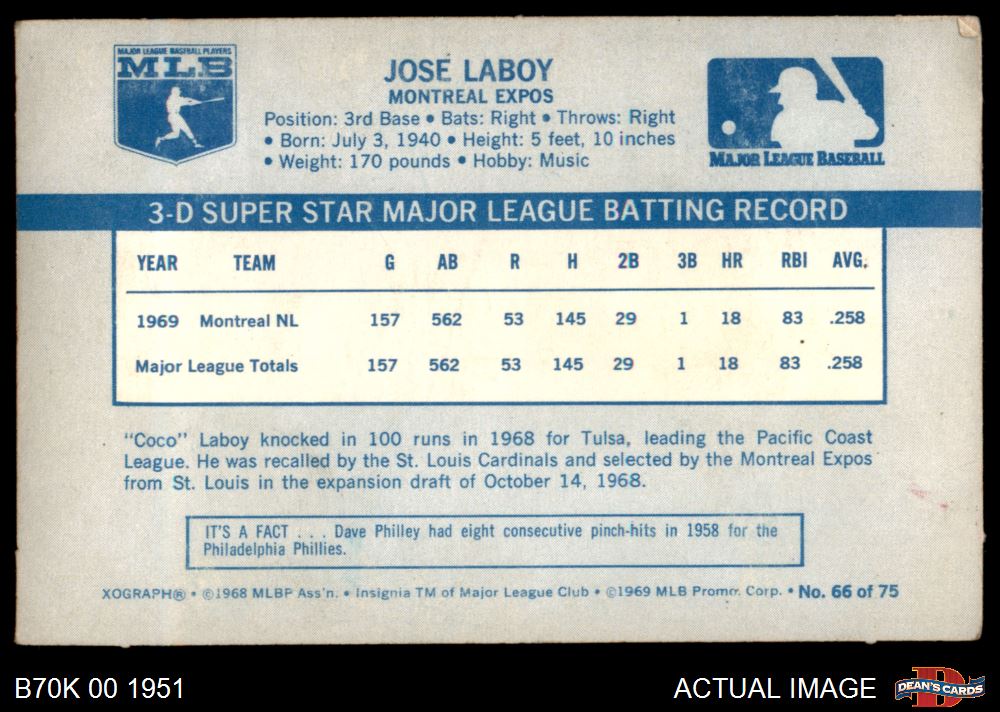 MAJOR LEAGUE BASEBALL PLAYERS
MLB
JOSE LABOY
MONTREAL EXPOS
Position: 3rd Base • Bats: Right • Throws: Right
• Born: July 3, 1940 • Height: 5 feet, 10 inches
• Weight: 170 pounds • Hobby: Music
MAJOR LEAGUE BASEBALL
3-D SUPER STAR MAJOR LEAGUE BATTING RECORD
YEAR TEAM G AB R H 2B 3B HR RBI AVG.
1969 Montreal NL 157 562 53 145 29 1 18 83 .258
Major League Totals 157 562 53 145 29 1 18 83 .258
"Coco" Laboy knocked in 100 runs in 1968 for Tulsa, leading the Pacific Coast
League. He was recalled by the St. Louis Cardinals and selected by the Montreal Expos
from St. Louis in the expansion draft of October 14, 1968.
IT'S A FACT . . . Dave Philley had eight consecutive pinch-hits in 1958 for the
Philadelphia Phillies.
XOGRAPH® • ©1968 MLBP Ass'n. • Insignia TM of Major League Club • ©1969 MLB Promo. Corp. • No. 66 of 75
B70K 00 1951
ACTUAL IMAGE
D
DEAN'S CARDS